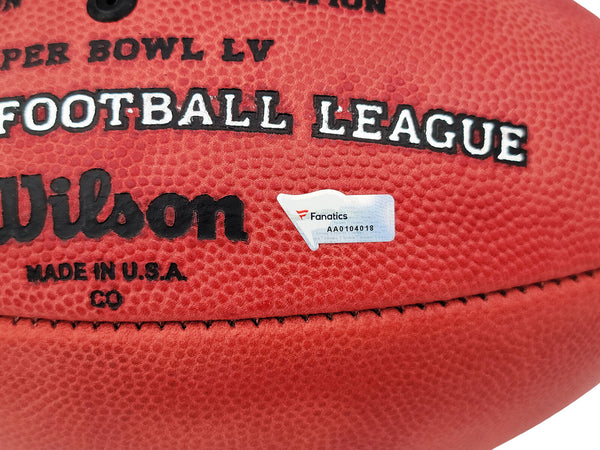 PER BOWL LV
FOOTBALL LEAGUE
Wilson
Fanatics
AA0104018
MADE IN U.S.A.
CO